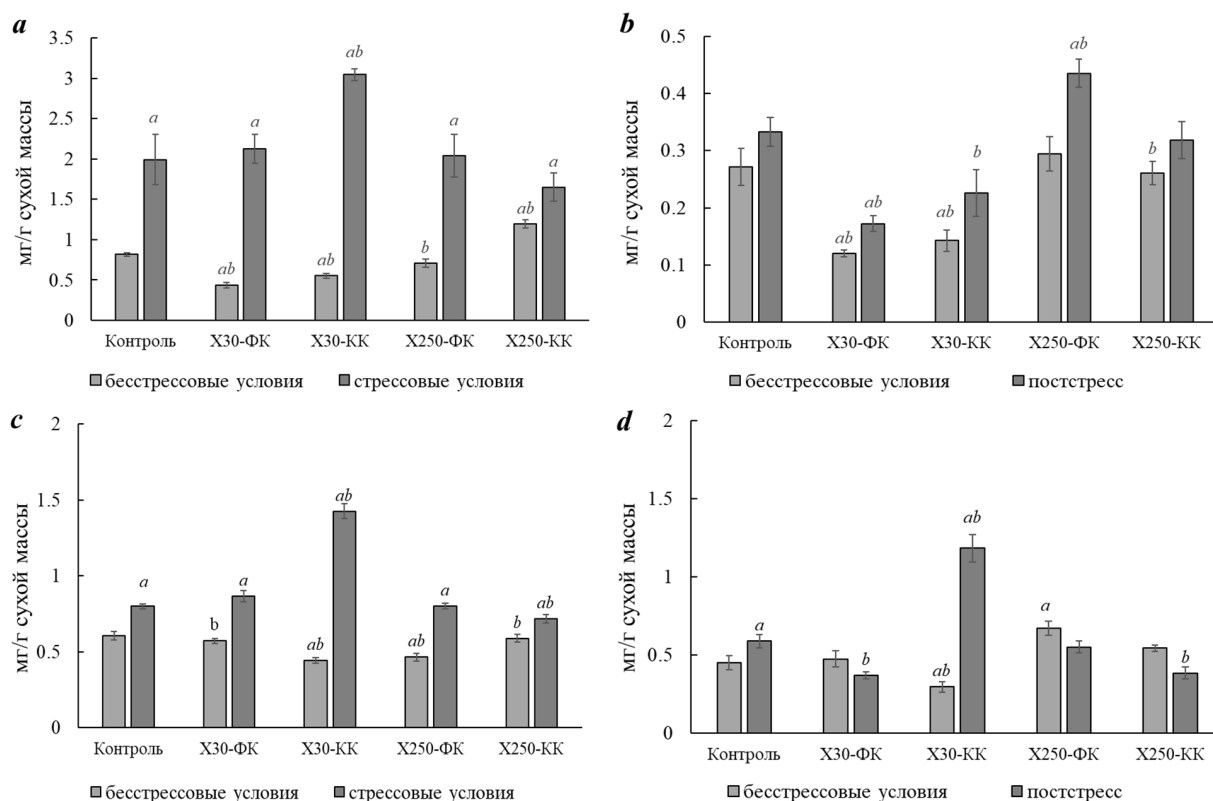 a
мг/г сухой массы
3.5
3
2.5
2
1.5
1
0.5
0
a
ab
a
ab
ab
a
b
a
ab
a
Контроль Х30-ФК Х30-КК Х250-ФК Х250-КК
бесстрессовые условия стрессовые условия
b
мг/г сухой массы
0.5
0.4
0.3
0.2
0.1
0
ab
ab
ab
b
ab
b
Контроль Х30-ФК Х30-КК Х250-ФК Х250-КК
бесстрессовые условия постстресс
c
мг/г сухой массы
2
1.5
1
0.5
0
a
b
a
ab
ab
ab
a
b
ab
Контроль Х30-ФК Х30-КК Х250-ФК Х250-КК
бесстрессовые условия стрессовые условия
d
мг/г сухой массы
2
1.5
1
0.5
0
a
b
ab
ab
a
b
Контроль Х30-ФК Х30-КК Х250-ФК Х250-КК
бесстрессовые условия постстресс